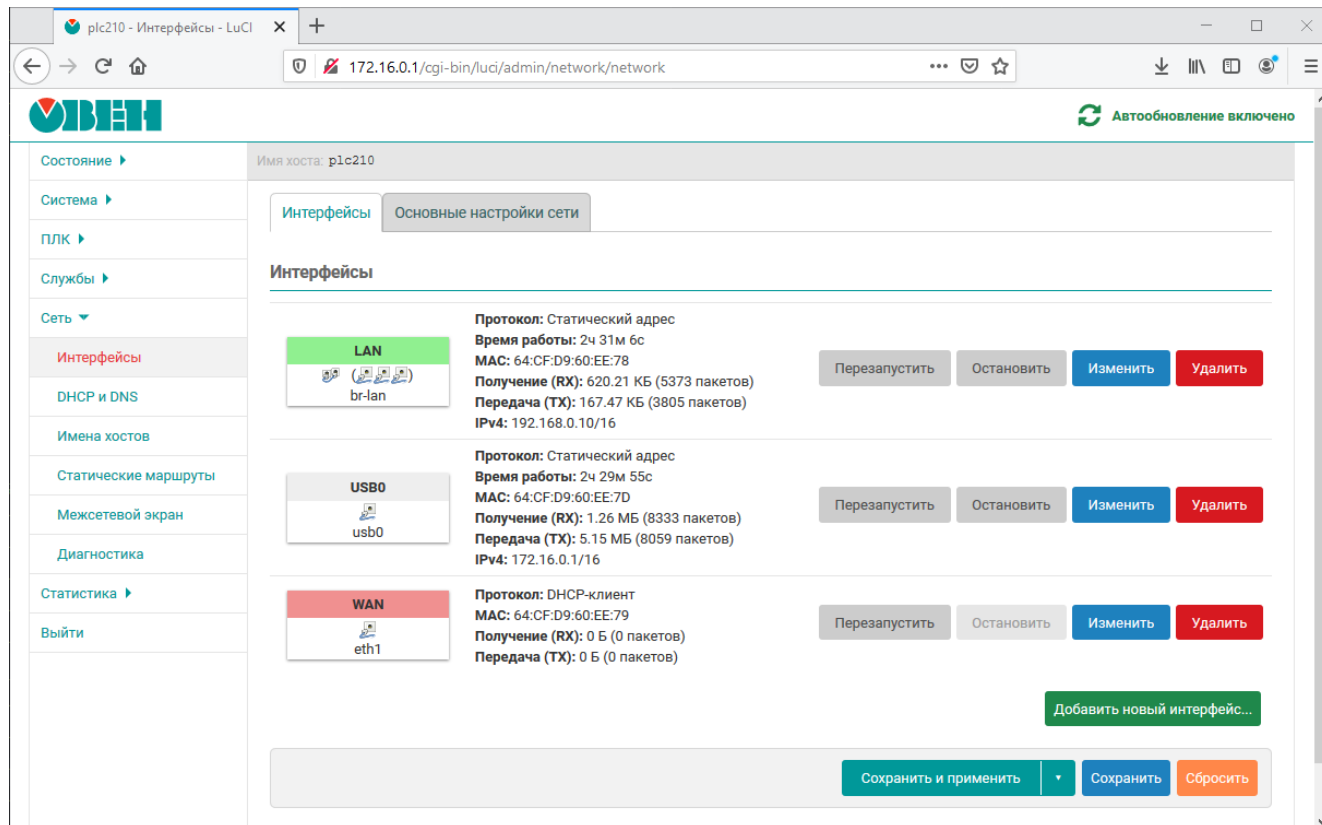 plc210 - Интерфейсы - LuCI
172.16.0.1/cgi-bin/luci/admin/network/network
ОВЕН
Автообновление включено
Состояние
Система
ПЛК
Службы
Сеть
Интерфейсы
DHCP и DNS
Имена хостов
Статические маршруты
Межсетевой экран
Диагностика
Статистика
Выйти
Имя хоста: plc210
Интерфейсы Основные настройки сети
Интерфейсы
LAN
br-lan
Протокол: Статический адрес
Время работы: 2ч 31м 6с
MAC: 64:CF:D9:60:EE:78
Получение (RX): 620.21 КБ (5373 пакетов)
Передача (TX): 167.47 КБ (3805 пакетов)
IPv4: 192.168.0.10/16
Перезапустить Остановить Изменить Удалить
USB0
usb0
Протокол: Статический адрес
Время работы: 2ч 29м 55с
MAC: 64:CF:D9:60:EE:7D
Получение (RX): 1.26 МБ (8333 пакетов)
Передача (TX): 5.15 МБ (8059 пакетов)
IPv4: 172.16.0.1/16
Перезапустить Остановить Изменить Удалить
WAN
eth1
Протокол: DHCP-клиент
MAC: 64:CF:D9:60:EE:79
Получение (RX): 0 Б (0 пакетов)
Передача (TX): 0 Б (0 пакетов)
Перезапустить Остановить Изменить Удалить
Добавить новый интерфейс...
Сохранить и применить Сохранить Сбросить